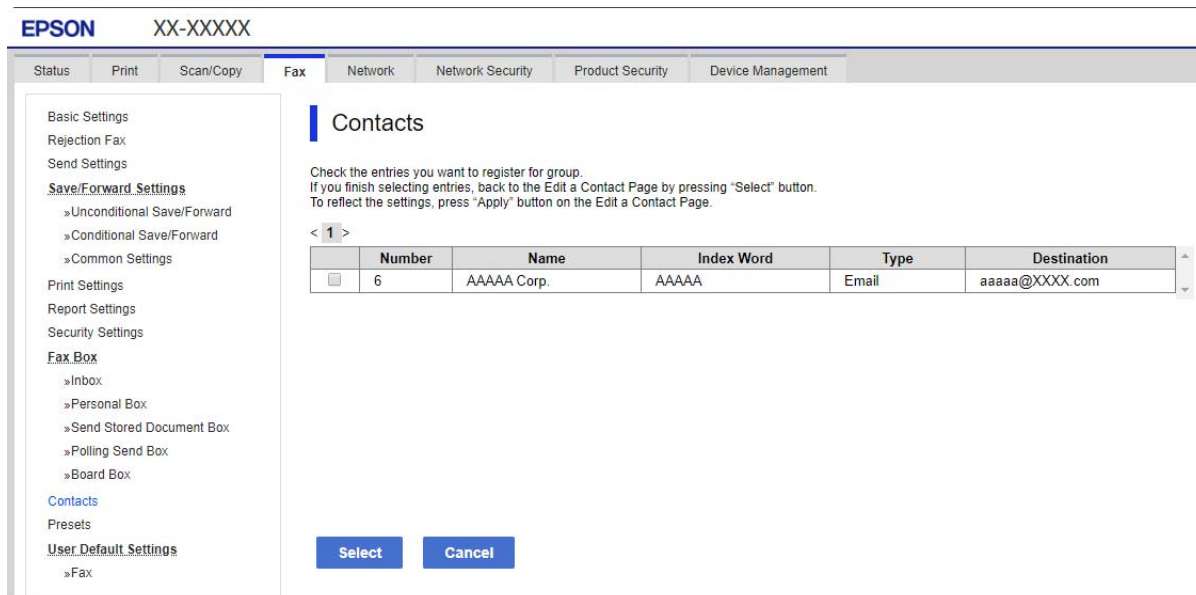 EPSON XX-XXXXX
Status Print Scan/Copy Fax Network Network Security Product Security Device Management
Basic Settings
Rejection Fax
Send Settings
Save/Forward Settings
»Unconditional Save/Forward
»Conditional Save/Forward
»Common Settings
Print Settings
Report Settings
Security Settings
Fax Box
»Inbox
»Personal Box
»Send Stored Document Box
»Polling Send Box
»Board Box
Contacts
Presets
User Default Settings
»Fax
Contacts
Check the entries you want to register for group.
If you finish selecting entries, back to the Edit a Contact Page by pressing “Select” button.
To reflect the settings, press “Apply” button on the Edit a Contact Page.
< 1 >
Number Name Index Word Type Destination
6 AAAAA Corp. AAAAA Email aaaaa@XXXX.com
Select Cancel